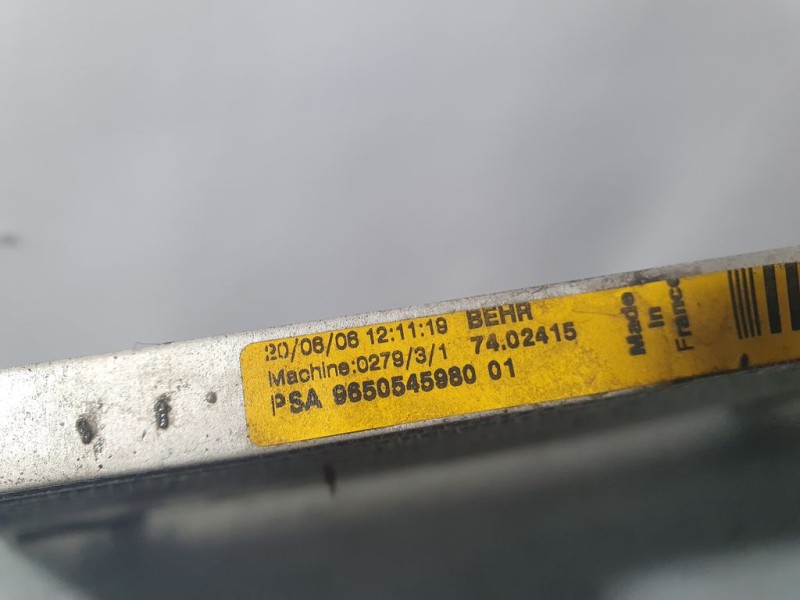 20/06/06 12:11:19 BEHR
Machine:0279/3/1 74.02415
PSA 9650545980 01
Made
In
France